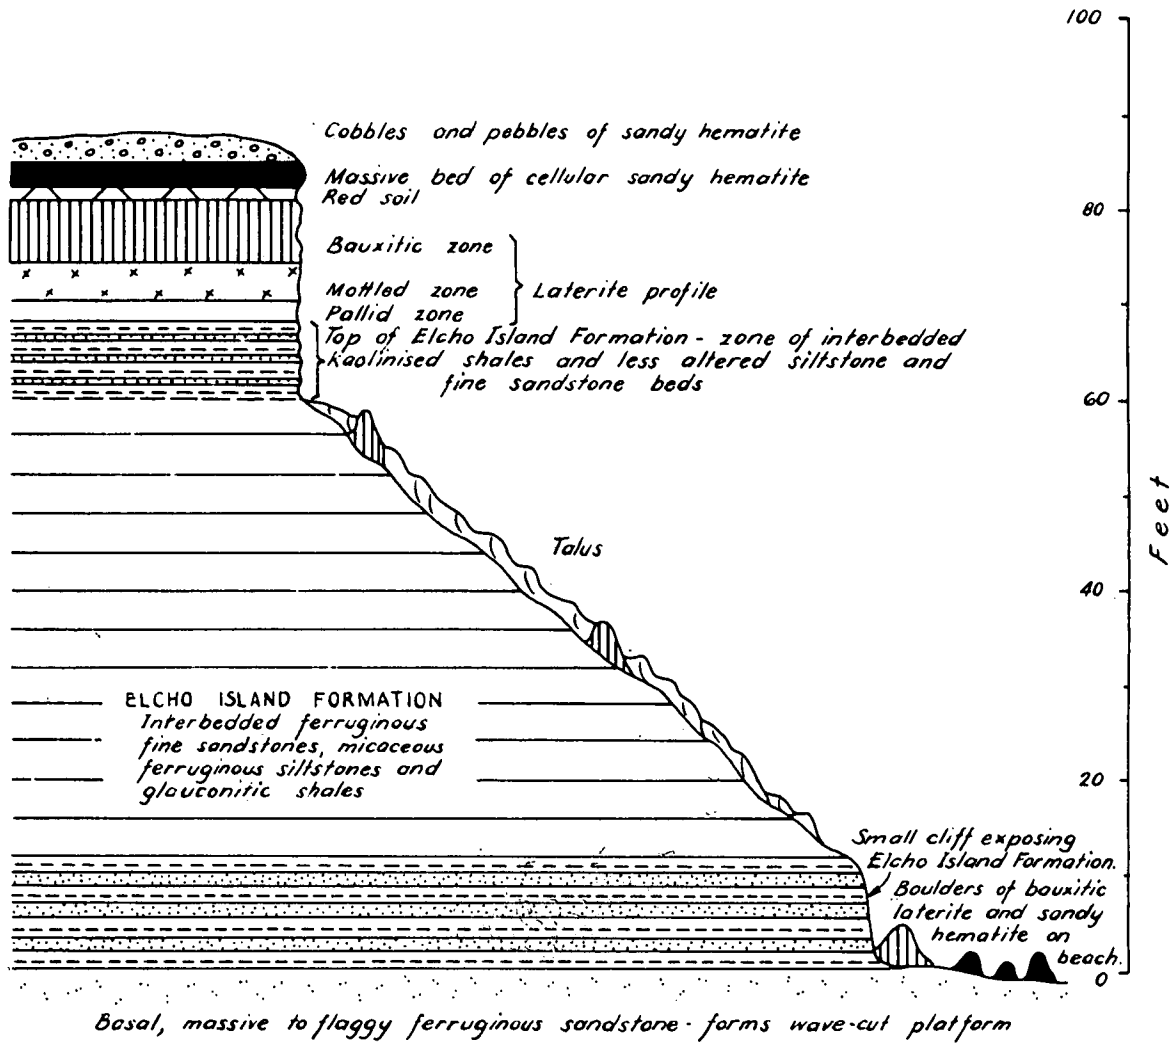 100
Cobbles and pebbles of sandy hematite
Massive bed of cellular sandy hematite
Red soil
80
Bauxitic zone
Mottled zone
Laterite profile
Pallid zone
Top of Elcho Island Formation - zone of interbedded
kaolinised shales and less altered siltstone and
fine sandstone beds
60
Feet
Talus
40
ELCHO ISLAND FORMATION
Interbedded ferruginous
fine sandstones, micaceous
ferruginous siltstones and
glauconitic shales
20
Small cliff exposing
Elcho Island Formation.
Boulders of bauxitic
laterite and sandy
hematite on
beach.
0
Basal, massive to flaggy ferruginous sandstone - forms wave-cut platform